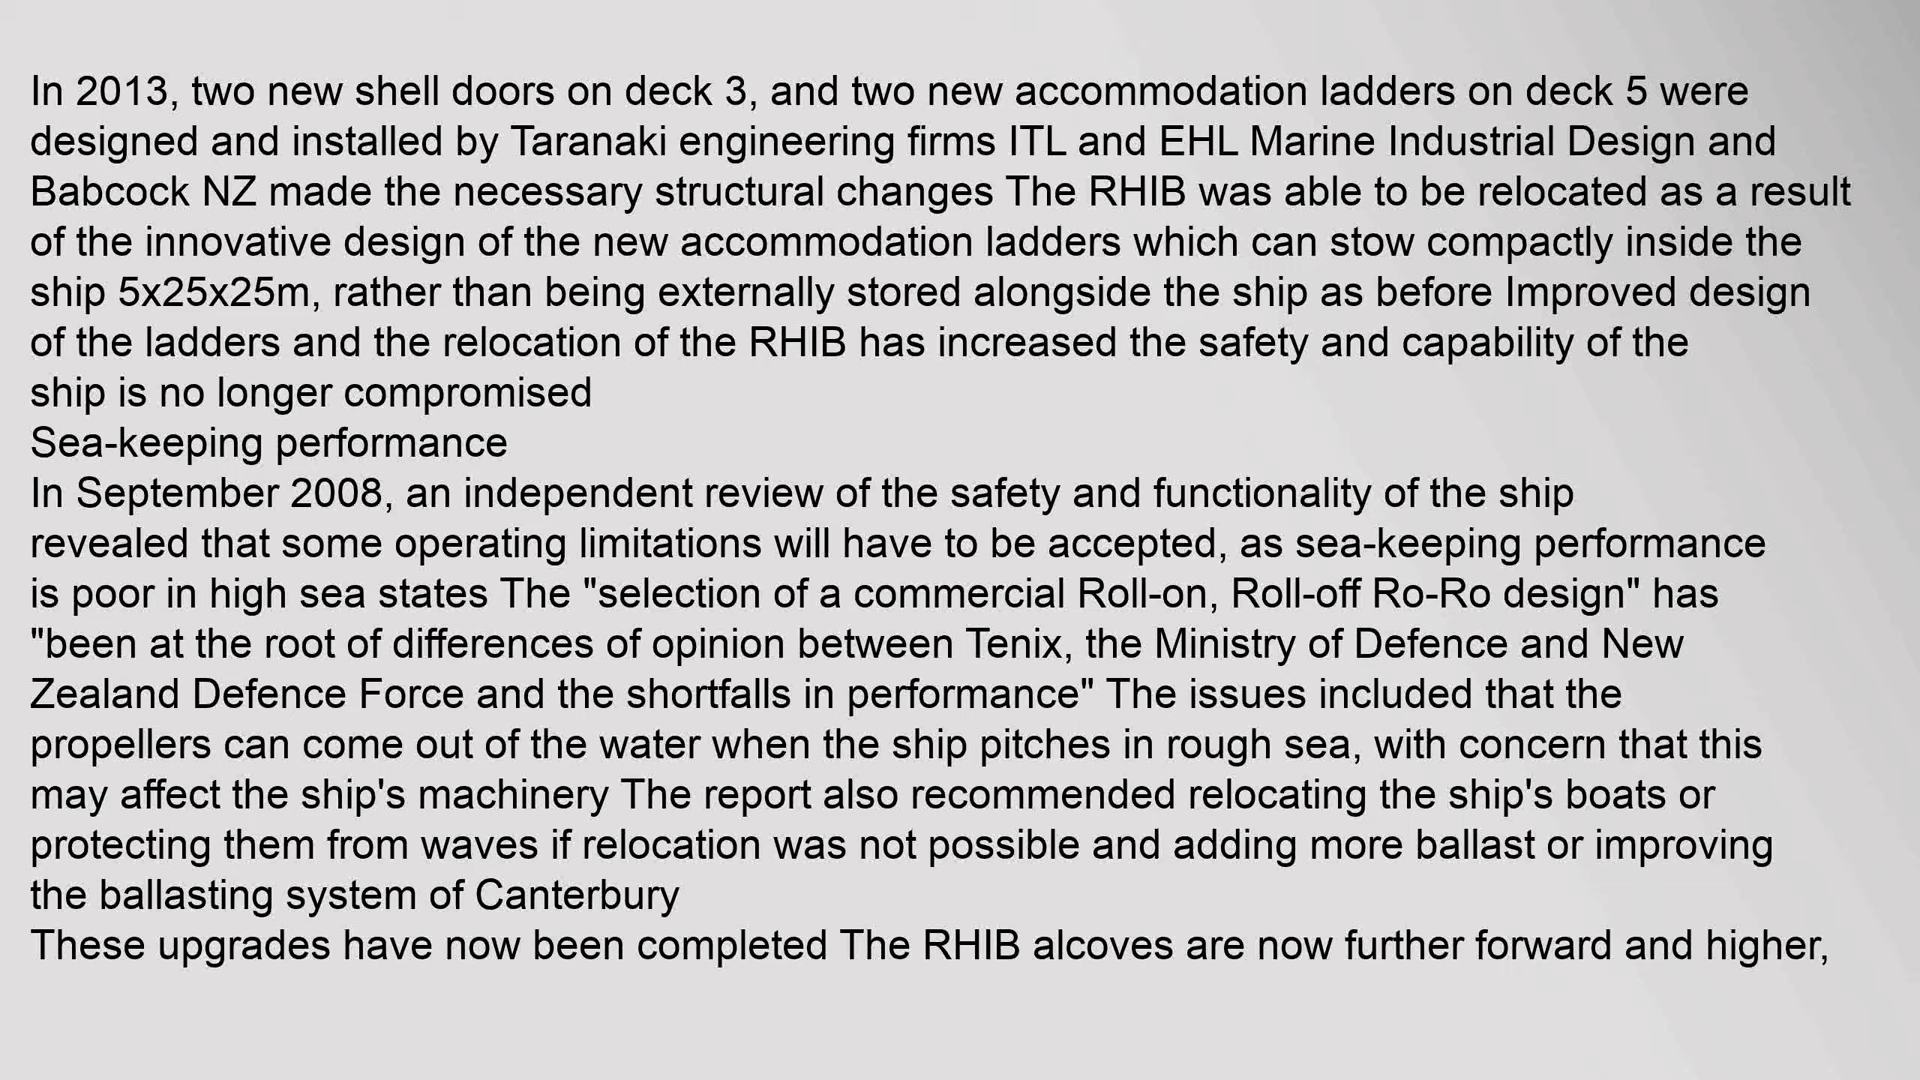 In 2013, two new shell doors on deck 3, and two new accommodation ladders on deck 5 were
designed and installed by Taranaki engineering firms ITL and EHL Marine Industrial Design and
Babcock NZ made the necessary structural changes The RHIB was able to be relocated as a result
of the innovative design of the new accommodation ladders which can stow compactly inside the
ship 5x25x25m, rather than being externally stored alongside the ship as before Improved design
of the ladders and the relocation of the RHIB has increased the safety and capability of the
ship is no longer compromised
Sea-keeping performance
In September 2008, an independent review of the safety and functionality of the ship
revealed that some operating limitations will have to be accepted, as sea-keeping performance
is poor in high sea states The "selection of a commercial Roll-on, Roll-off Ro-Ro design" has
"been at the root of differences of opinion between Tenix, the Ministry of Defence and New
Zealand Defence Force and the shortfalls in performance" The issues included that the
propellers can come out of the water when the ship pitches in rough sea, with concern that this
may affect the ship's machinery The report also recommended relocating the ship's boats or
protecting them from waves if relocation was not possible and adding more ballast or improving
the ballasting system of Canterbury
These upgrades have now been completed The RHIB alcoves are now further forward and higher,